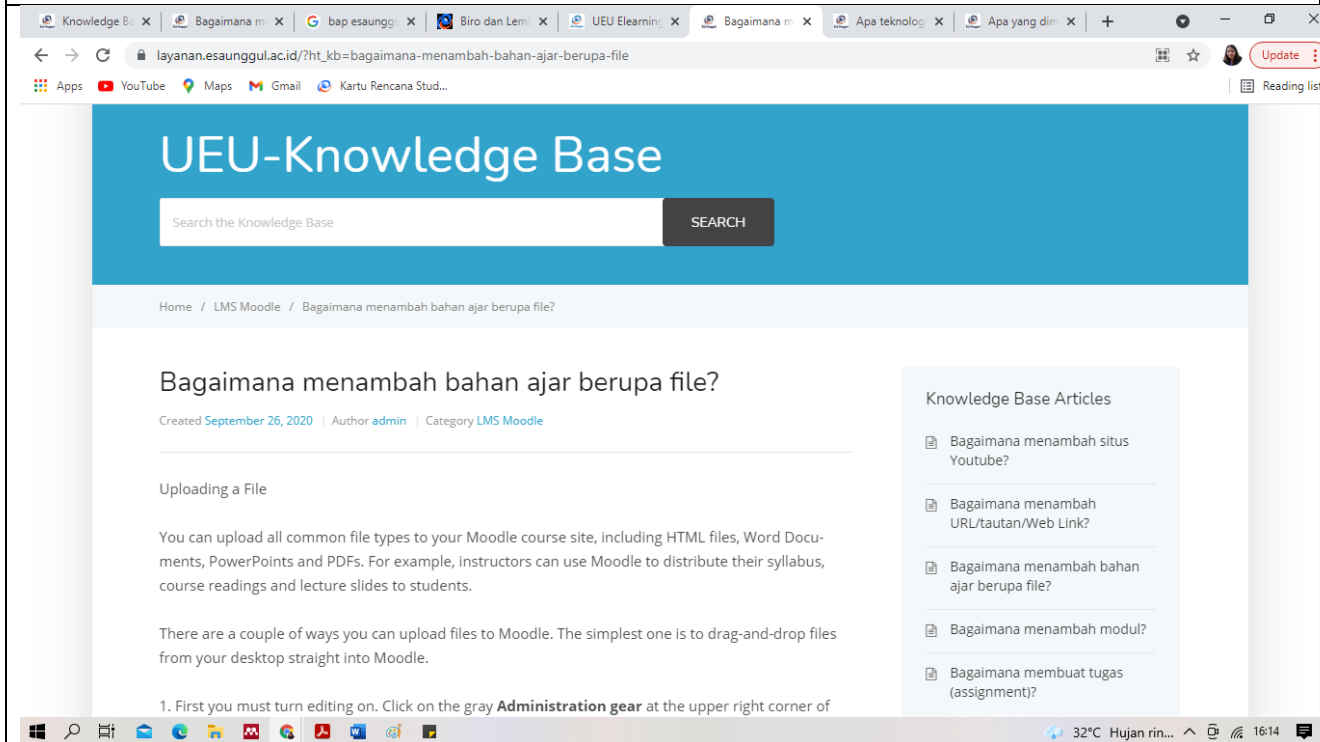 Knowledge Ba
Bagaimana m
bap esaunggu
Biro dan Lem
UEU Elearning
Bagaimana m
Apa teknolog
Apa yang dim
layanan.esaunggul.ac.id/?ht_kb=bagaimana-menambah-bahan-ajar-berupa-file
Update
Apps
YouTube
Maps
Gmail
Kartu Rencana Stud...
Reading list
UEU-Knowledge Base
Search the Knowledge Base
SEARCH
Home / LMS Moodle / Bagaimana menambah bahan ajar berupa file?
Bagaimana menambah bahan ajar berupa file?
Created September 26, 2020 | Author admin | Category LMS Moodle
Uploading a File
You can upload all common file types to your Moodle course site, including HTML files, Word Docu-
ments, PowerPoints and PDFs. For example, instructors can use Moodle to distribute their syllabus,
course readings and lecture slides to students.
There are a couple of ways you can upload files to Moodle. The simplest one is to drag-and-drop files
from your desktop straight into Moodle.
1. First you must turn editing on. Click on the gray Administration gear at the upper right corner of
Knowledge Base Articles
Bagaimana menambah situs
Youtube?
Bagaimana menambah
URL/tautan/Web Link?
Bagaimana menambah bahan
ajar berupa file?
Bagaimana menambah modul?
Bagaimana membuat tugas
(assignment)?
32°C Hujan rin...
16:14